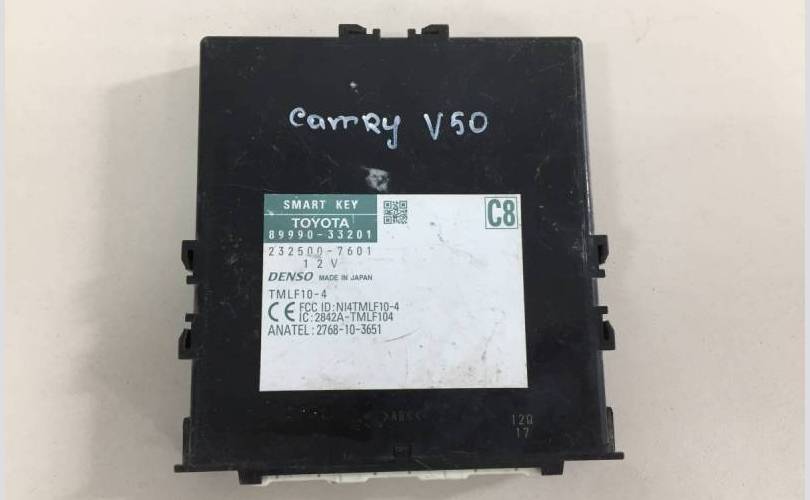 camRy V50
SMART KEY
TOYOTA
89990-33201
C8
232500-7601
12V
DENSO MADE IN JAPAN
TMLF10-4
CE FCC ID:NI4TMLF10-4
IC:2842A-TMLF104
ANATEL:2768-10-3651
12Q
17